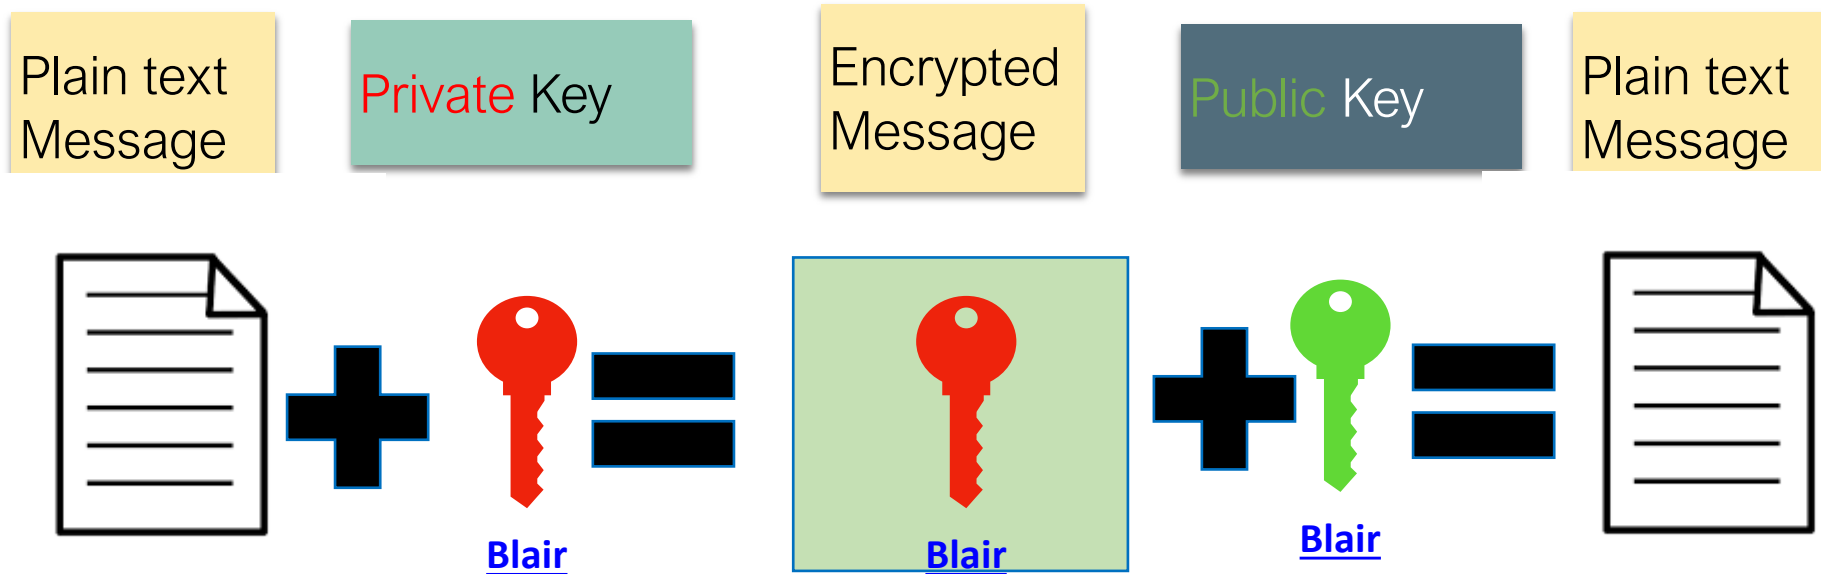 Plain text
Message
Private Key
Encrypted
Message
Public Key
Plain text
Message
Blair
Blair
Blair